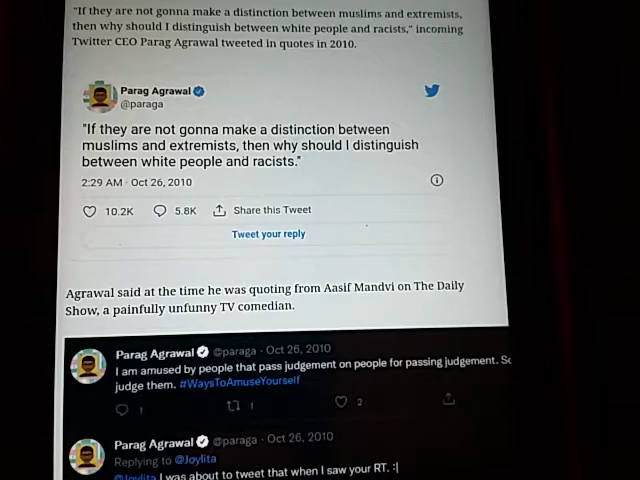 "If they are not gonna make a distinction between muslims and extremists,
then why should I distinguish between white people and racists," incoming
Twitter CEO Parag Agrawal tweeted in quotes in 2010.
Parag Agrawal
@paraga
"If they are not gonna make a distinction between
muslims and extremists, then why should I distinguish
between white people and racists."
2:29 AM · Oct 26, 2010
10.2K 5.8K Share this Tweet
Tweet your reply
Agrawal said at the time he was quoting from Aasif Mandvi on The Daily
Show, a painfully unfunny TV comedian.
Parag Agrawal @paraga · Oct 26, 2010
I am amused by people that pass judgement on people for passing judgement. Sc
judge them. #WaysToAmuseYourself
1 1 2
Parag Agrawal @paraga · Oct 26, 2010
Replying to @Joylita
@Joylita I was about to tweet that when I saw your RT. :|